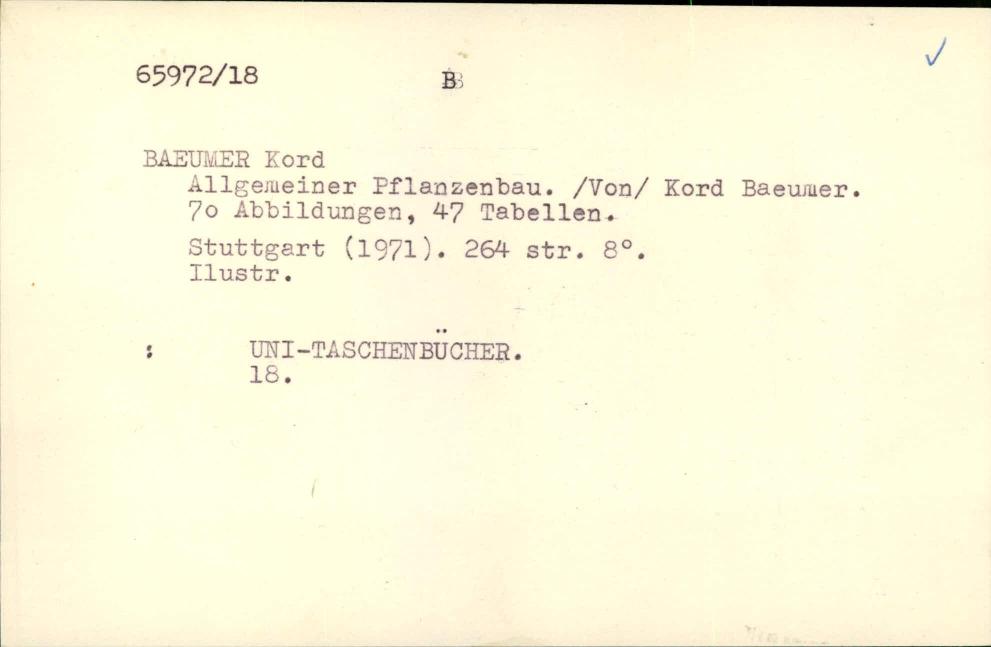 65972/18 B
BAEUMER Kord
Allgemeiner Pflanzenbau. /Von/ Kord Baeumer.
7o Abbildungen, 47 Tabellen.
Stuttgart (1971). 264 str. 8°.
Ilustr.
: UNI-TASCHENBÜCHER.
18.